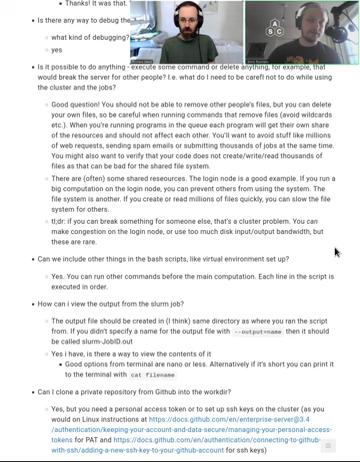 Thanks! It was that.
Is there any way to debug the
what kind of debugging?
yes
A
S C
Is it possible to do anything - execute some command or delete anything, for example, that
would break the server for other people? I.e. what do I need to be carefl not to do while using
the cluster and the jobs?
Good question! You should not be able to remove other people's files, but you can delete
your own files, so be careful when running commands that remove files (avoid wildcards
etc.). When you're running programs in the queue each program will get their own share
of the resources and should not affect each other. You'll want to avoid stuff like millions
of web requests, sending spam emails or submitting thousands of jobs at the same time.
You might also want to verify that your code does not create/write/read thousands of
files as that can be bad for the shared file system.
There are (often) some shared reseources. The login node is a good example. If you run a
big computation on the login node, you can prevent others from using the system. The
file system is another. If you create or read millions of files quickly, you can slow the file
system for others.
tl;dr: if you can break something for someone else, that's a cluster problem. You can
make congestion on the login node, or use too much disk input/output bandwidth, but
these are rare.
Can we include other things in the bash scripts, like virtual environment set up?
Yes. You can run other commands before the main computation. Each line in the script is
executed in order.
How can i view the output from the slurm job?
The output file should be created in (I think) same directory as where you ran the script
from. If you didn't specify a name for the output file with --output=name then it should
be called slurm-JobID.out
Yes i have, is there a way to view the contents of it
Good options from terminal are nano or less. Alternatively if it's short you can print it
to the terminal with cat filename
Can I clone a private repository from Github into the workdir?
Yes, but you need a personal access token or to set up ssh keys on the cluster (as you
would on Linux instructions at https://docs.github.com/en/enterprise-server@3.4
/authentication/keeping-your-account-and-data-secure/managing-your-personal-access-
tokens for PAT and https://docs.github.com/en/authentication/connecting-to-github-
with-ssh/adding-a-new-ssh-key-to-your-github-account for ssh keys)